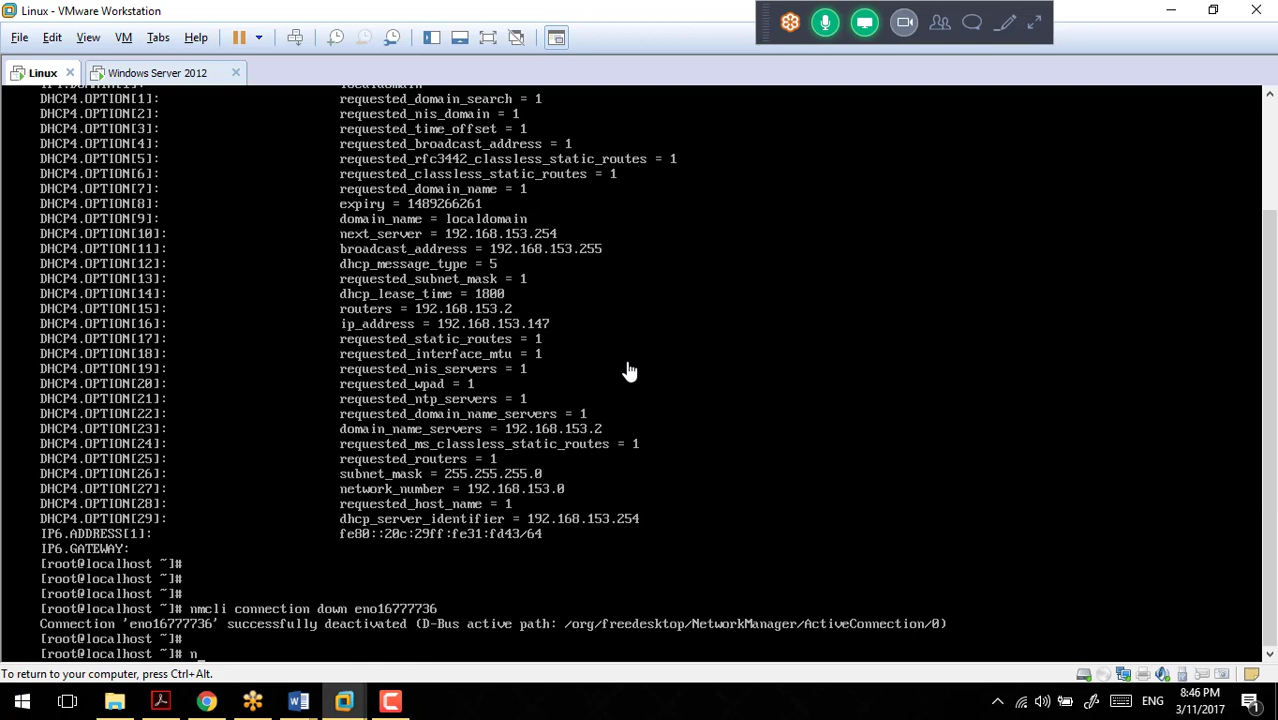 Linux - VMware Workstation
File Edit View VM Tabs Help
Linux Windows Server 2012
IP4.DOMAIN[1]: localdomain
DHCP4.OPTION[1]: requested_domain_search = 1
DHCP4.OPTION[2]: requested_nis_domain = 1
DHCP4.OPTION[3]: requested_time_offset = 1
DHCP4.OPTION[4]: requested_broadcast_address = 1
DHCP4.OPTION[5]: requested_rfc3442_classless_static_routes = 1
DHCP4.OPTION[6]: requested_classless_static_routes = 1
DHCP4.OPTION[7]: requested_domain_name = 1
DHCP4.OPTION[8]: expiry = 1489266261
DHCP4.OPTION[9]: domain_name = localdomain
DHCP4.OPTION[10]: next_server = 192.168.153.254
DHCP4.OPTION[11]: broadcast_address = 192.168.153.255
DHCP4.OPTION[12]: dhcp_message_type = 5
DHCP4.OPTION[13]: requested_subnet_mask = 1
DHCP4.OPTION[14]: dhcp_lease_time = 1800
DHCP4.OPTION[15]: routers = 192.168.153.2
DHCP4.OPTION[16]: ip_address = 192.168.153.147
DHCP4.OPTION[17]: requested_static_routes = 1
DHCP4.OPTION[18]: requested_interface_mtu = 1
DHCP4.OPTION[19]: requested_nis_servers = 1
DHCP4.OPTION[20]: requested_wpad = 1
DHCP4.OPTION[21]: requested_ntp_servers = 1
DHCP4.OPTION[22]: requested_domain_name_servers = 1
DHCP4.OPTION[23]: domain_name_servers = 192.168.153.2
DHCP4.OPTION[24]: requested_ms_classless_static_routes = 1
DHCP4.OPTION[25]: requested_routers = 1
DHCP4.OPTION[26]: subnet_mask = 255.255.255.0
DHCP4.OPTION[27]: network_number = 192.168.153.0
DHCP4.OPTION[28]: requested_host_name = 1
DHCP4.OPTION[29]: dhcp_server_identifier = 192.168.153.254
IP6.ADDRESS[1]: fe80::20c:29ff:fe31:fd43/64
IP6.GATEWAY:
[root@localhost ~]#
[root@localhost ~]#
[root@localhost ~]#
[root@localhost ~]# nmcli connection down eno16777736
Connection 'eno16777736' successfully deactivated (D-Bus active path: /org/freedesktop/NetworkManager/ActiveConnection/0)
[root@localhost ~]#
[root@localhost ~]# n_
To return to your computer, press Ctrl+Alt.
ENG
8:46 PM
3/11/2017
1